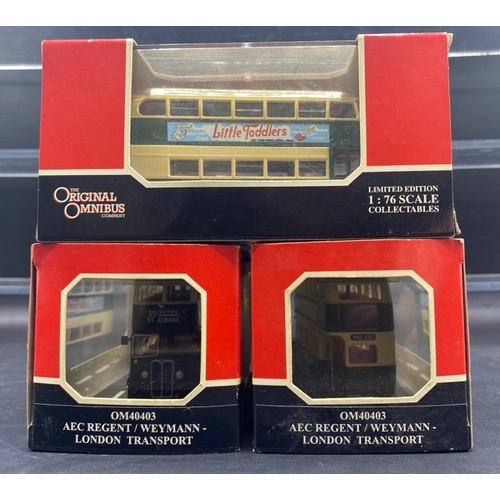 Little Toddlers
THE
ORIGINAL
OMNIBUS
COMPANY
LIMITED EDITION
1:76 SCALE
COLLECTABLES
ST. ALBANS
OM40403
AEC REGENT / WEYMANN -
LONDON TRANSPORT
OM40403
AEC REGENT / WEYMANN -
LONDON TRANSPORT